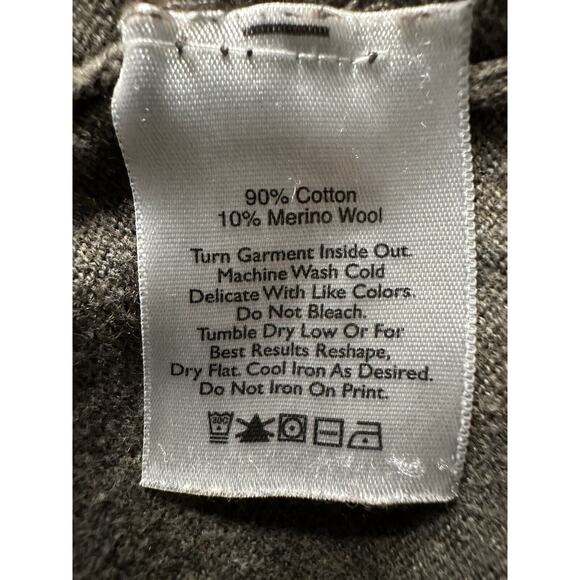 90% Cotton
10% Merino Wool
Turn Garment Inside Out.
Machine Wash Cold
Delicate With Like Colors.
Do Not Bleach.
Tumble Dry Low Or For
Best Results Reshape,
Dry Flat. Cool Iron As Desired.
Do Not Iron On Print.